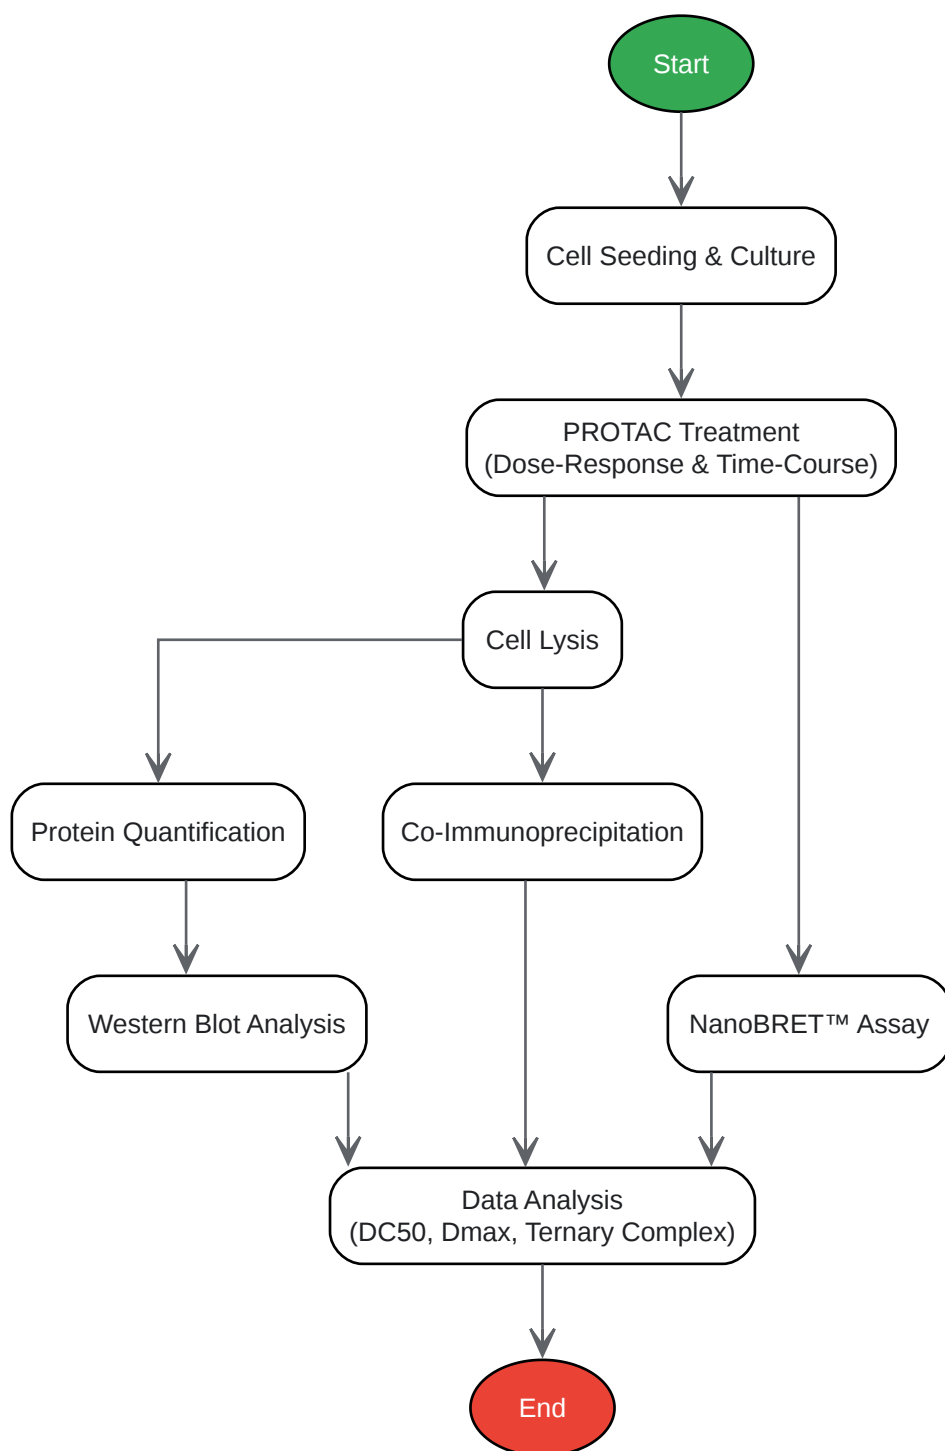 Start
Cell Seeding & Culture
PROTAC Treatment
(Dose-Response & Time-Course)
Cell Lysis
Protein Quantification
Co-Immunoprecipitation
Western Blot Analysis
NanoBRET™ Assay
Data Analysis
(DC50, Dmax, Ternary Complex)
End